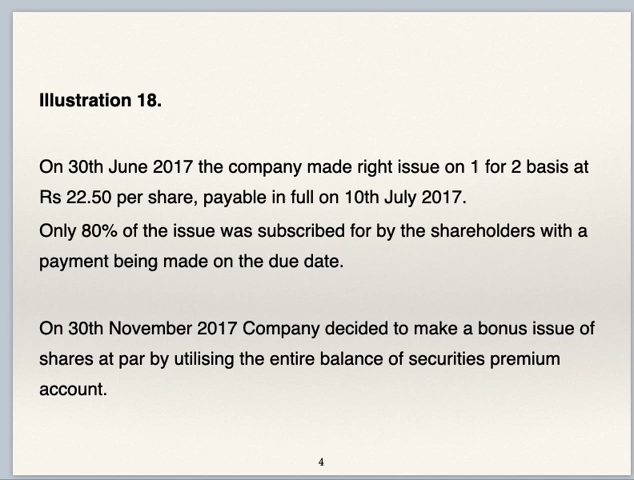 Illustration 18.
On 30th June 2017 the company made right issue on 1 for 2 basis at
Rs 22.50 per share, payable in full on 10th July 2017.
Only 80% of the issue was subscribed for by the shareholders with a
payment being made on the due date.
On 30th November 2017 Company decided to make a bonus issue of
shares at par by utilising the entire balance of securities premium
account.
4